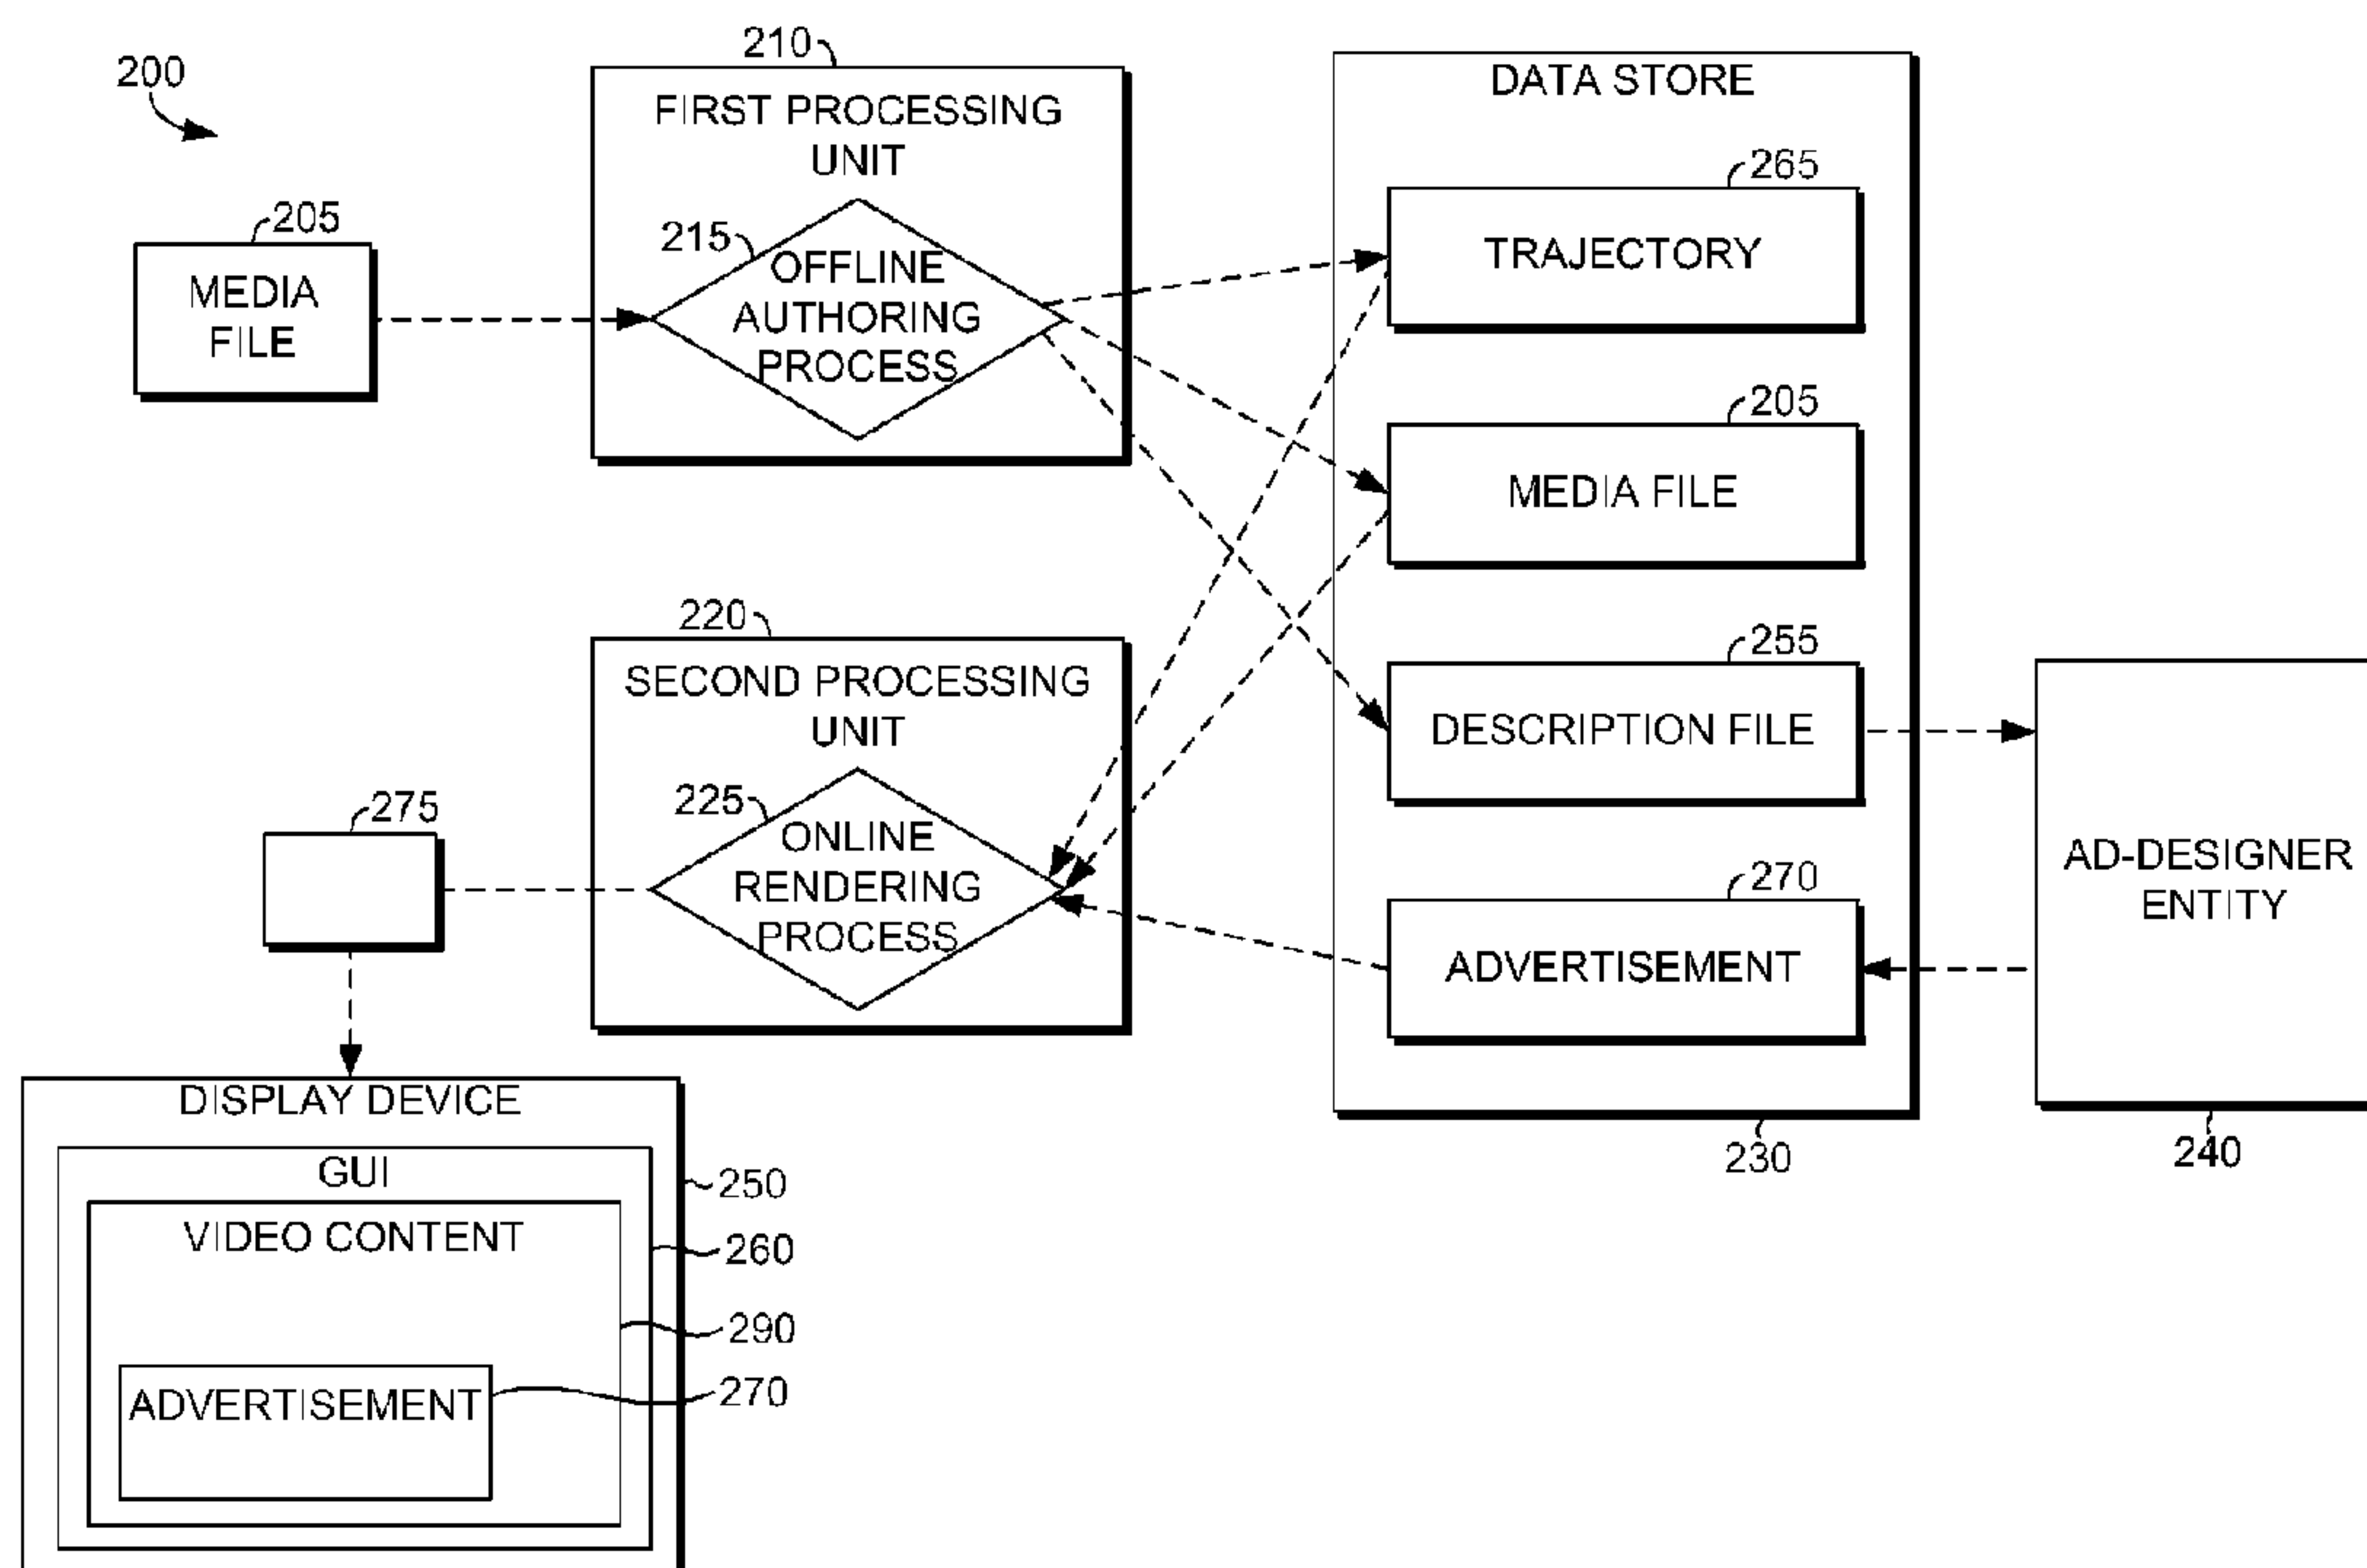 200
205
MEDIA
FILE
210
FIRST PROCESSING
UNIT
215
OFFLINE
AUTHORING
PROCESS
DATA STORE
265
TRAJECTORY
205
MEDIA FILE
255
DESCRIPTION FILE
270
ADVERTISEMENT
230
AD-DESIGNER
ENTITY
240
220
SECOND PROCESSING
UNIT
225
ONLINE
RENDERING
PROCESS
275
DISPLAY DEVICE
GUI
VIDEO CONTENT
ADVERTISEMENT
250
260
290
270